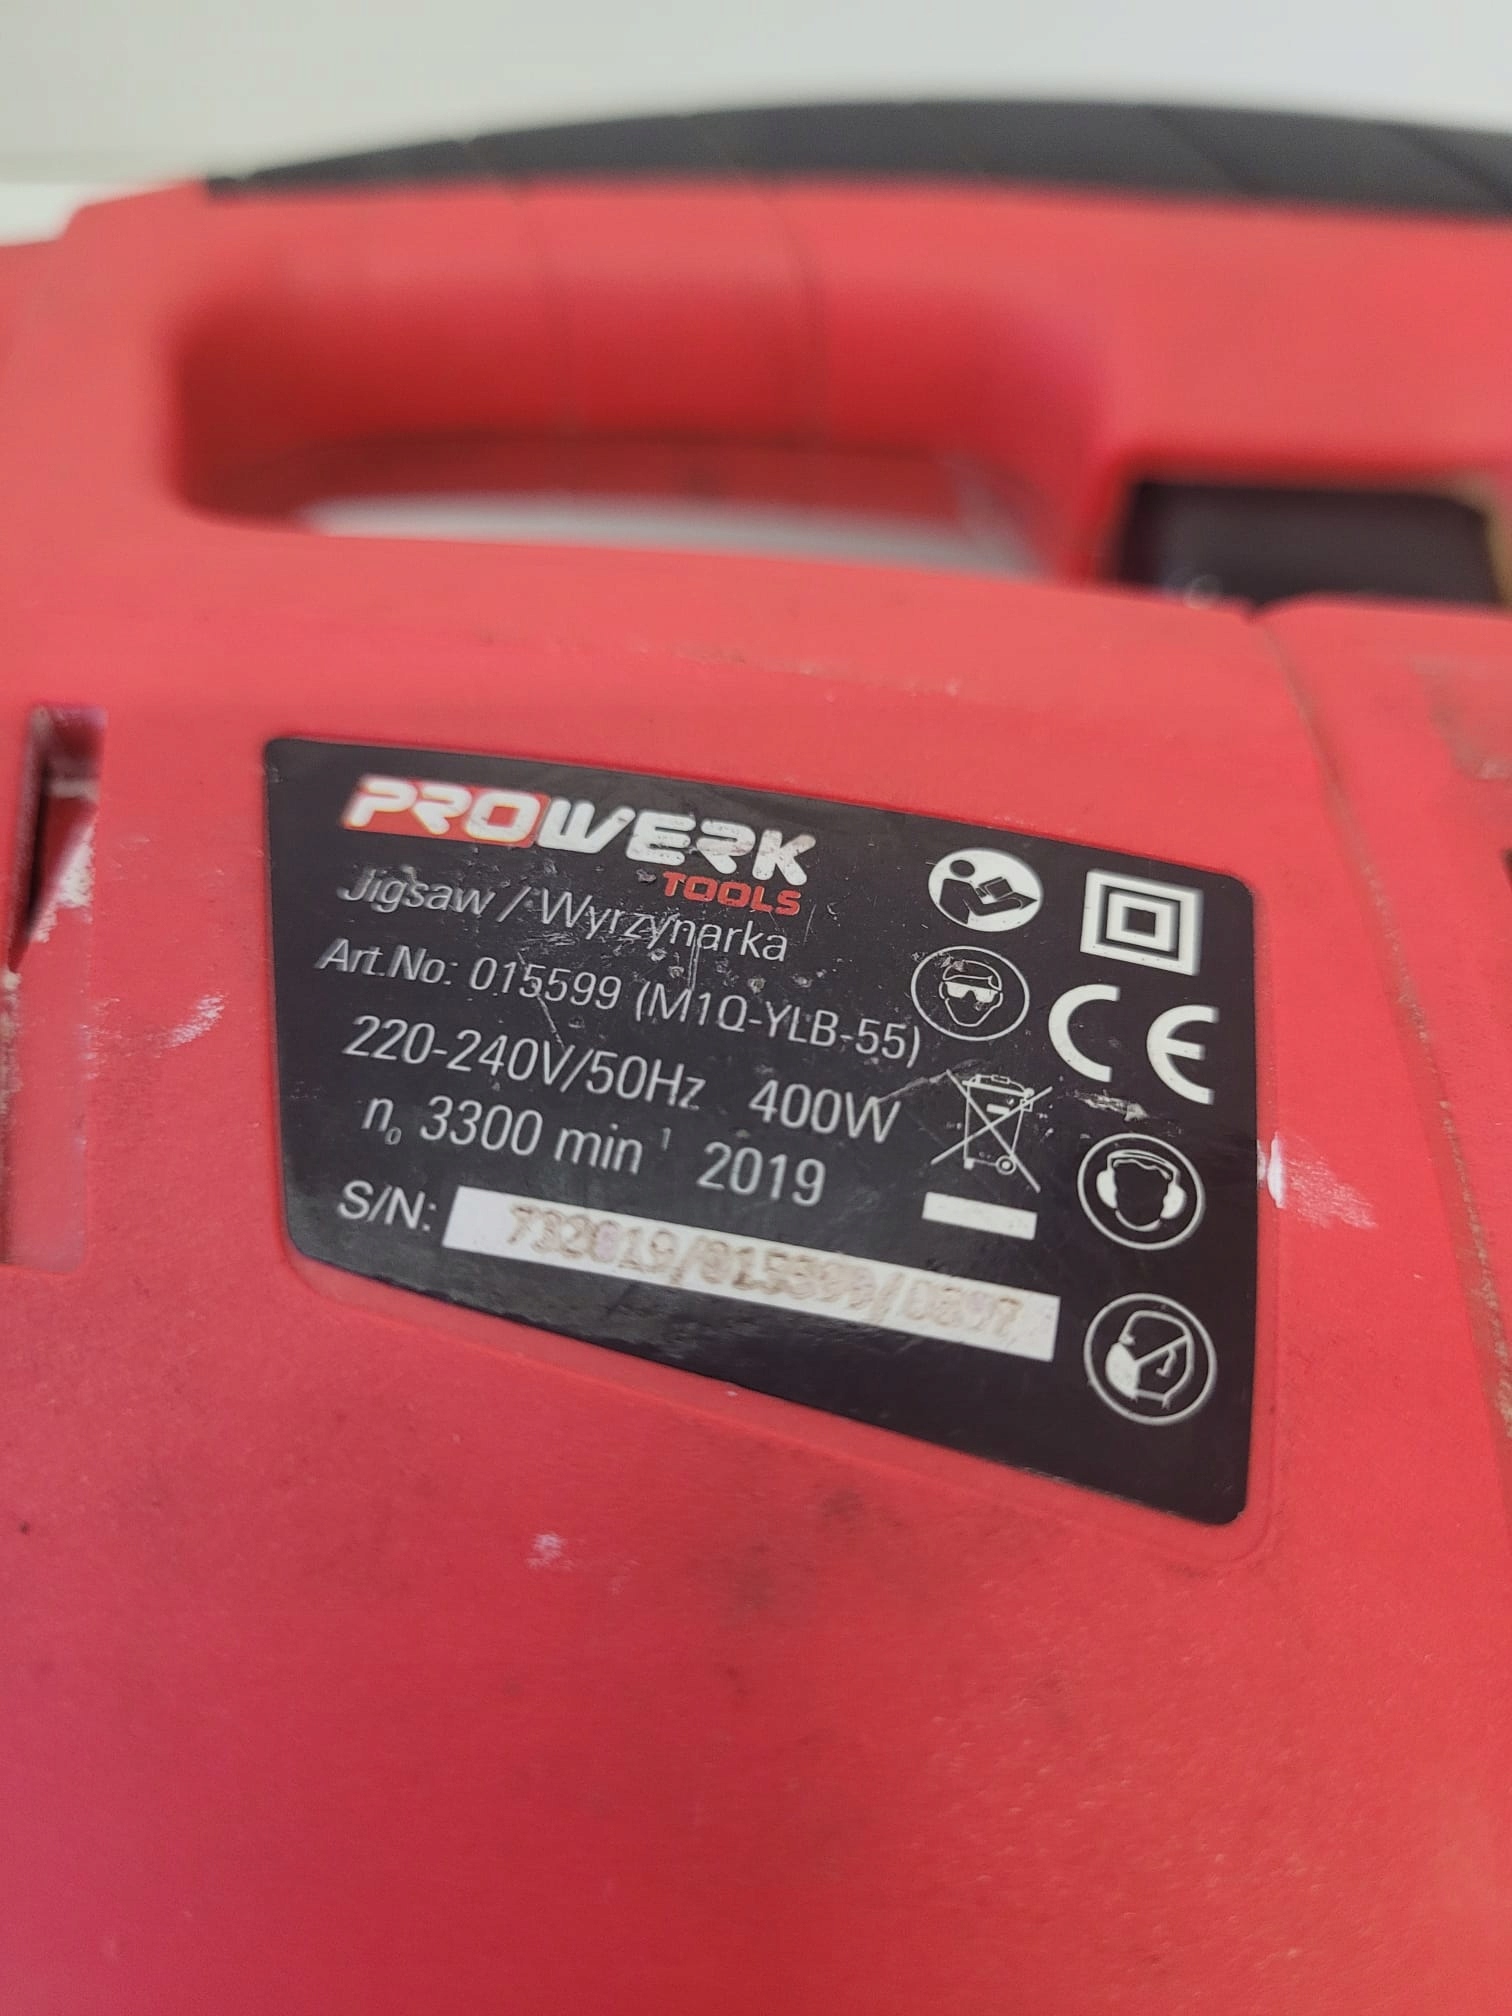 PROWERK
TOOLS
Jigsaw / Wyrzynarka
Art.No: 015599 (M1Q-YLB-55)
220-240V/50Hz 400W
n₀ 3300 min⁻¹ 2019
S/N:
CE